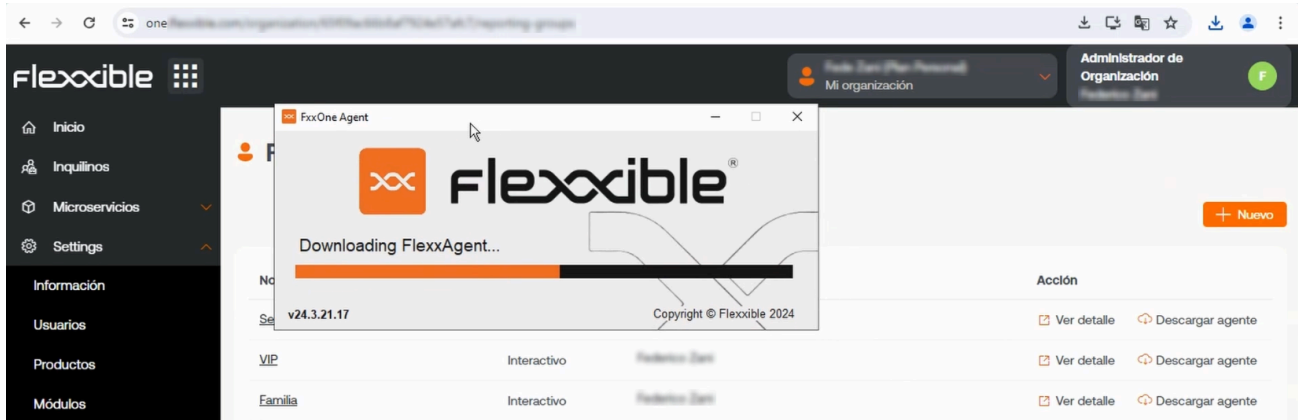 one
Flexxible
Mi organización
Administrador de
Organización
F
Inicio
Inquilinos
Microservicios
Settings
Información
Usuarios
Productos
Módulos
FxxOne Agent
Flexxible®
Downloading FlexxAgent...
v24.3.21.17
Copyright © Flexxible 2024
Nuevo
Acción
Ver detalle Descargar agente
VIP Interactivo Ver detalle Descargar agente
Familia Interactivo Ver detalle Descargar agente